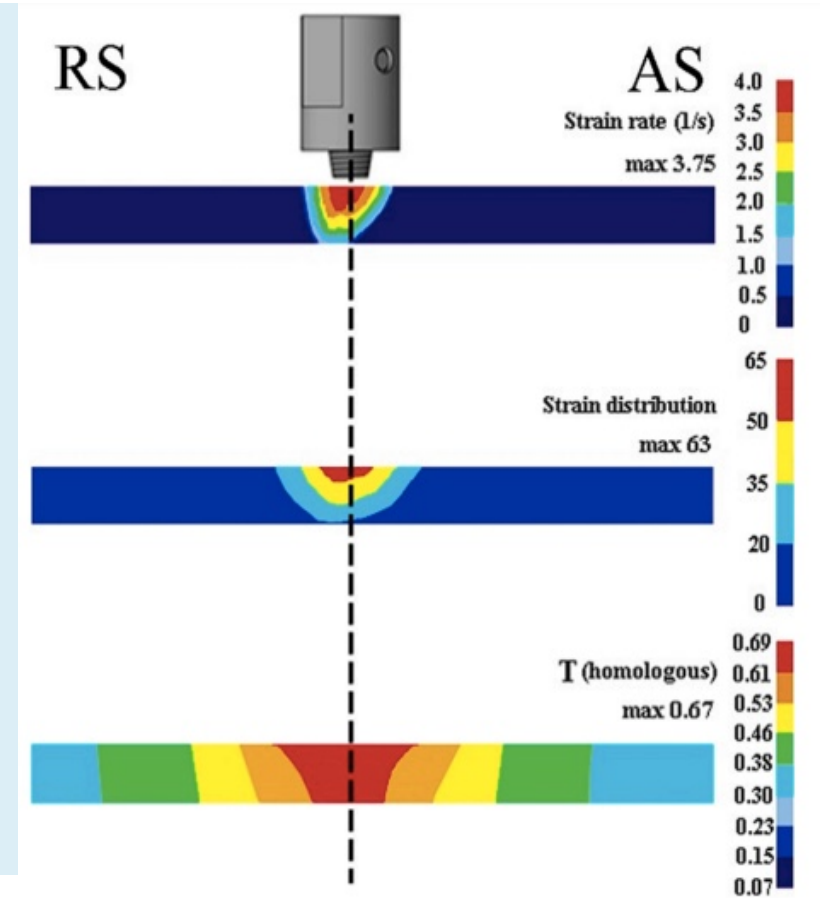 RS
AS
Strain rate (1/s)
max 3.75
4.0
3.5
3.0
2.5
2.0
1.5
1.0
0.5
0
Strain distribution
max 63
65
50
35
20
0
T (homologous)
max 0.67
0.69
0.61
0.53
0.46
0.38
0.30
0.23
0.15
0.07